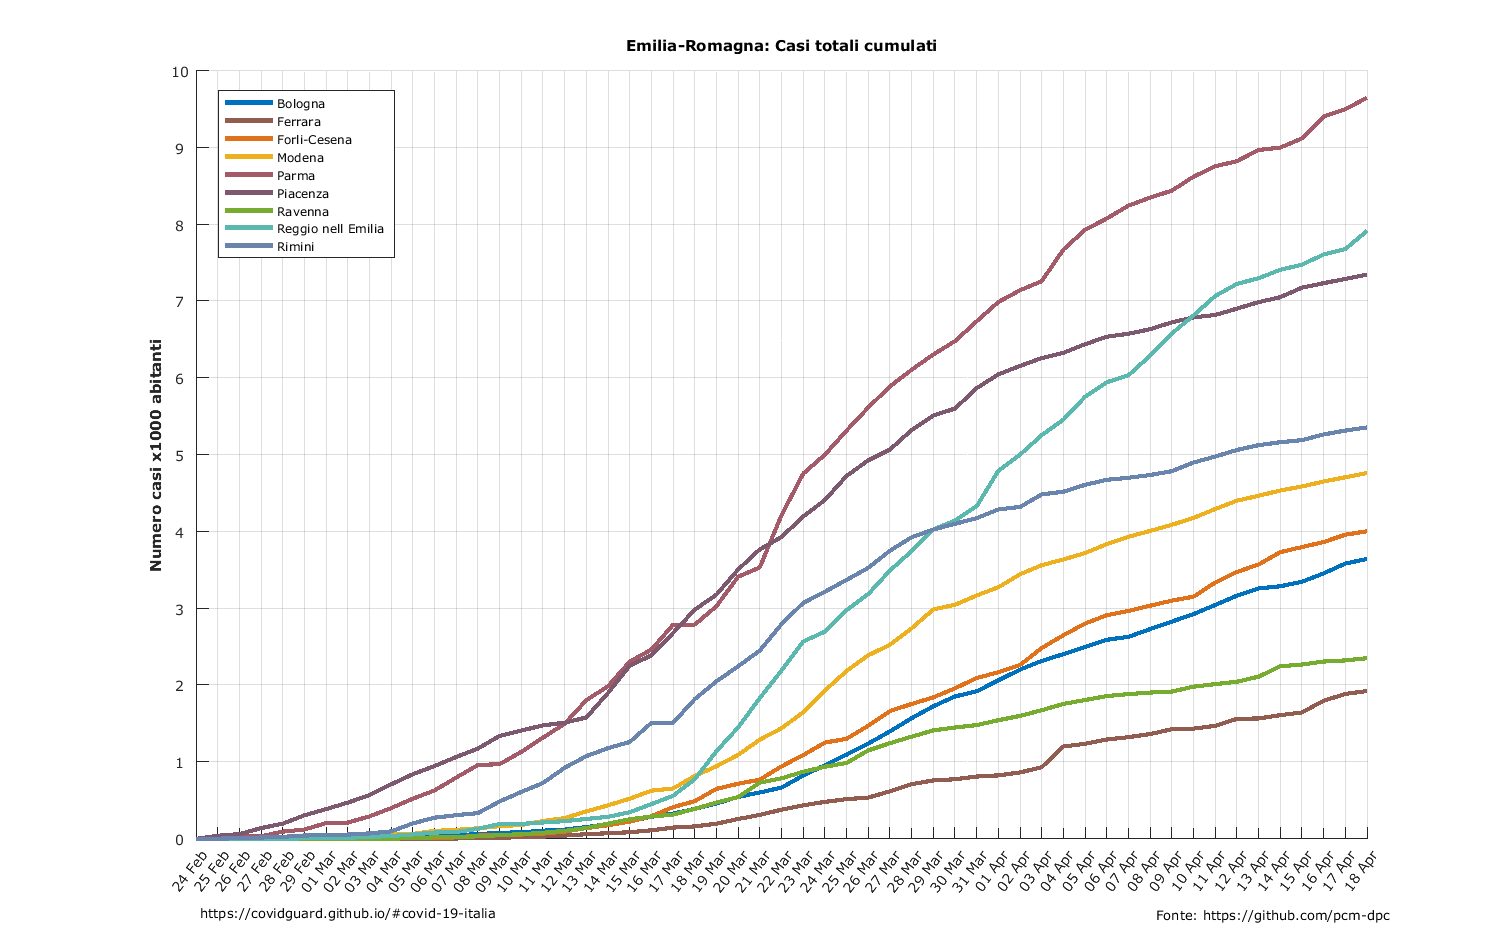 Emilia-Romagna: Casi totali cumulati
10
9
8
7
6
5
4
3
2
1
0
Numero casi x1000 abitanti
Bologna
Ferrara
Forlì-Cesena
Modena
Parma
Piacenza
Ravenna
Reggio nell Emilia
Rimini
24 Feb
25 Feb
26 Feb
27 Feb
28 Feb
29 Feb
01 Mar
02 Mar
03 Mar
04 Mar
05 Mar
06 Mar
07 Mar
08 Mar
09 Mar
10 Mar
11 Mar
12 Mar
13 Mar
14 Mar
15 Mar
16 Mar
17 Mar
18 Mar
19 Mar
20 Mar
21 Mar
22 Mar
23 Mar
24 Mar
25 Mar
26 Mar
27 Mar
28 Mar
29 Mar
30 Mar
31 Mar
01 Apr
02 Apr
03 Apr
04 Apr
05 Apr
06 Apr
07 Apr
08 Apr
09 Apr
10 Apr
11 Apr
12 Apr
13 Apr
14 Apr
15 Apr
16 Apr
17 Apr
18 Apr
https://covidguard.github.io/#covid-19-italia
Fonte: https://github.com/pcm-dpc